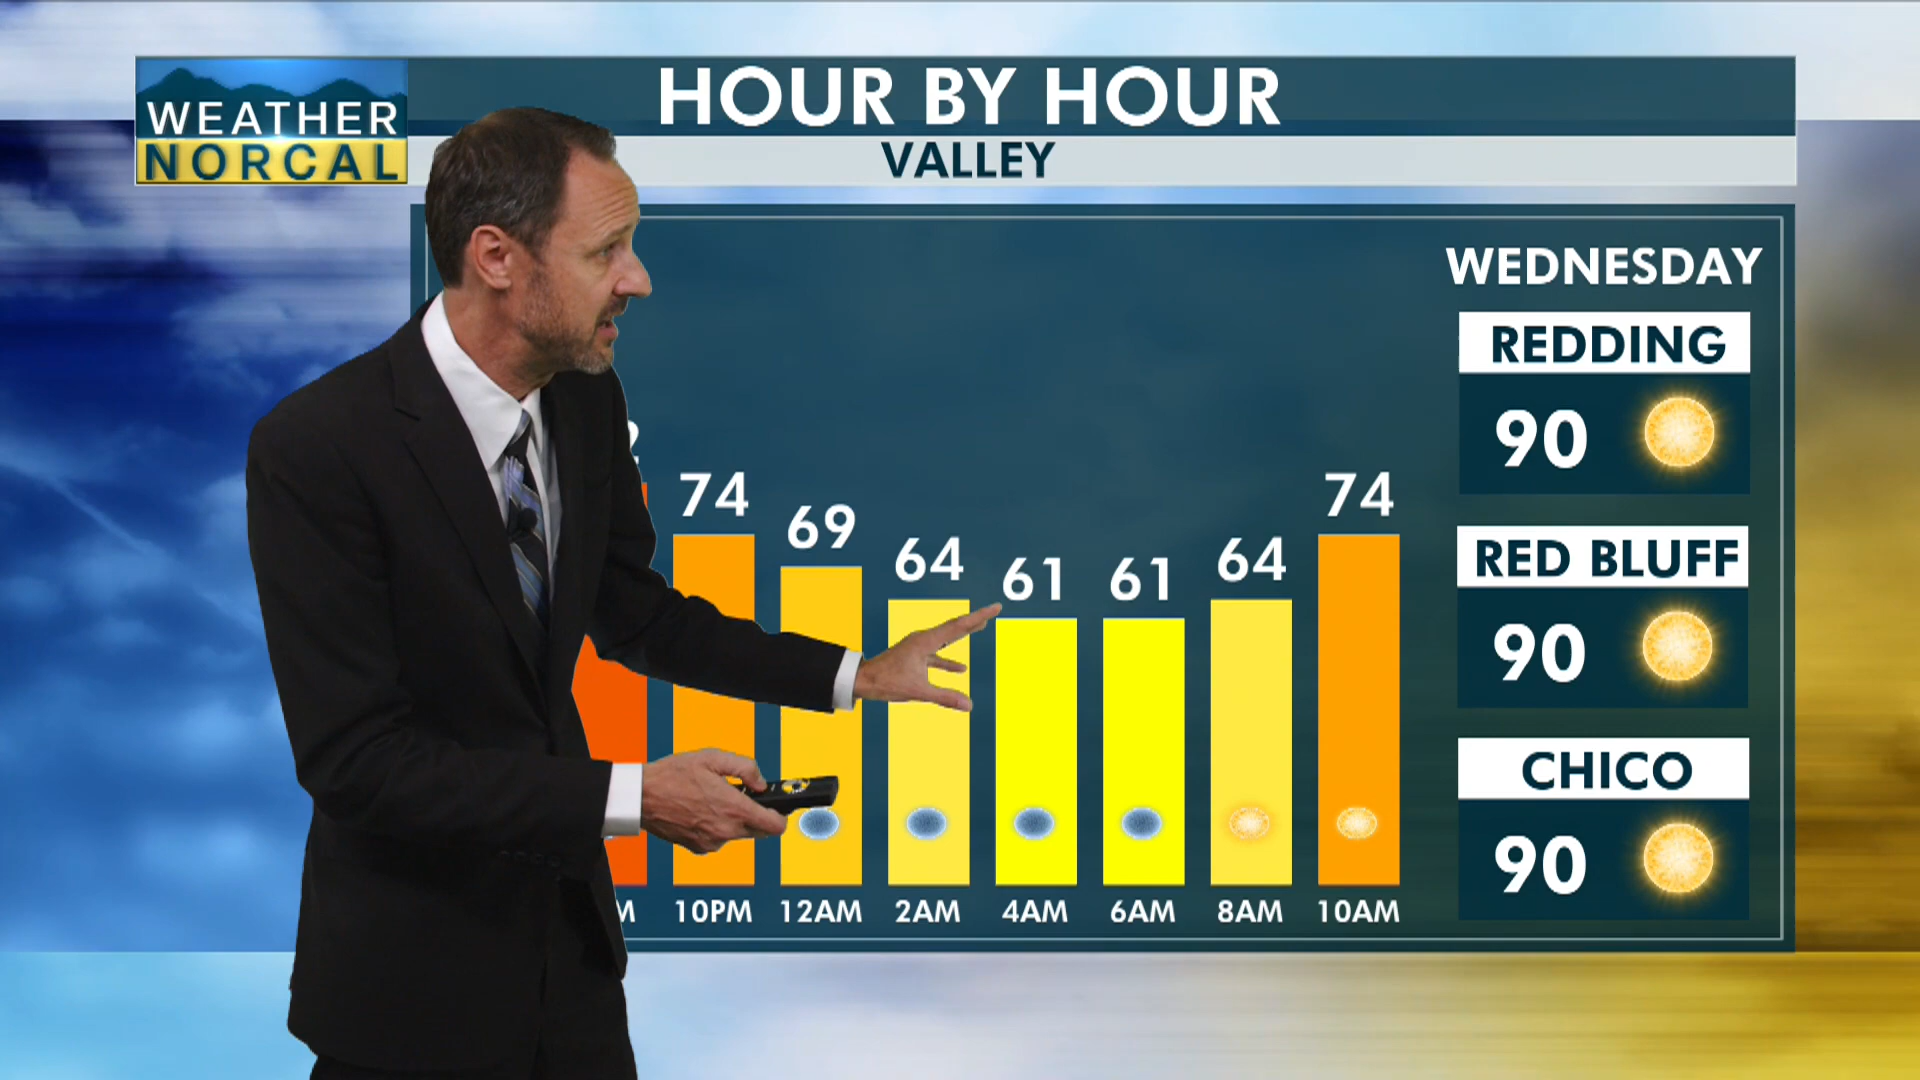 WEATHER
NORCAL
HOUR BY HOUR
VALLEY
74
69
64
61
61
64
74
10PM
12AM
2AM
4AM
6AM
8AM
10AM
WEDNESDAY
REDDING
90
RED BLUFF
90
CHICO
90